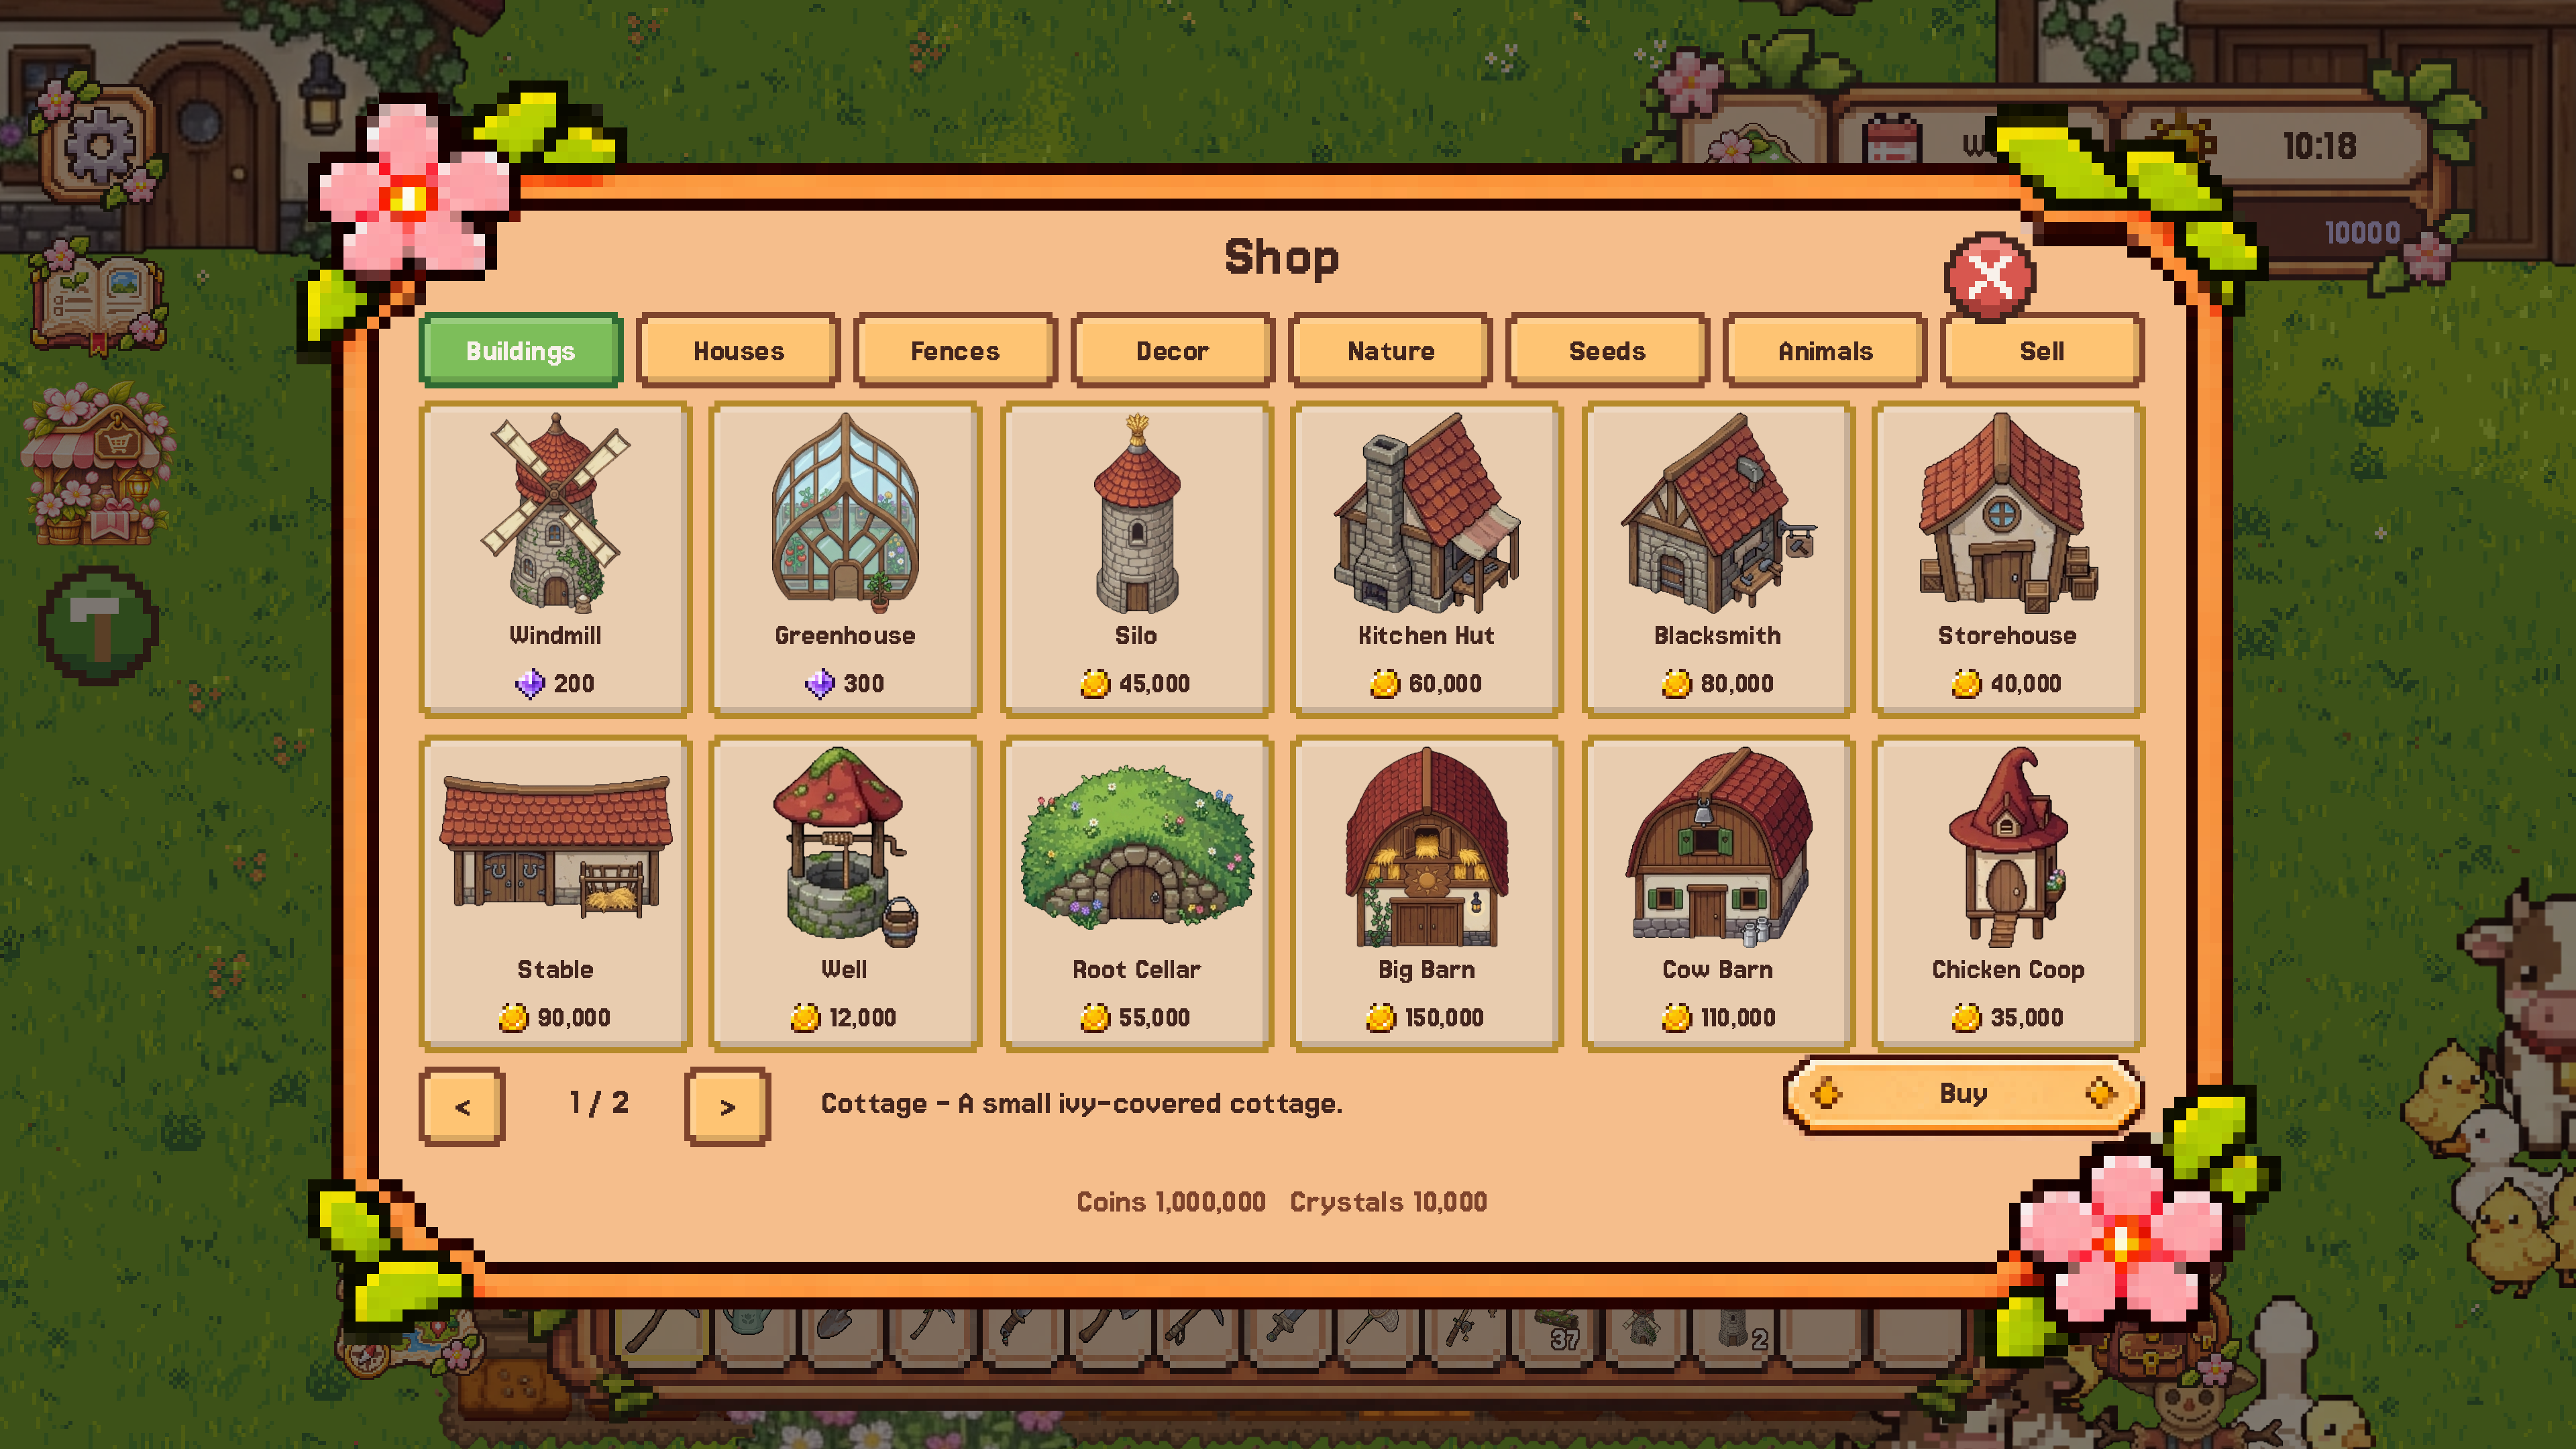 10:18
10000
Shop
Buildings Houses Fences Decor Nature Seeds Animals Sell
Windmill Greenhouse Silo Kitchen Hut Blacksmith Storehouse
200 300 45,000 60,000 80,000 40,000
Stable Well Root Cellar Big Barn Cow Barn Chicken Coop
90,000 12,000 55,000 150,000 110,000 35,000
< 1 / 2 > Cottage - A small ivy-covered cottage. Buy
Coins 1,000,000 Crystals 10,000
37 2